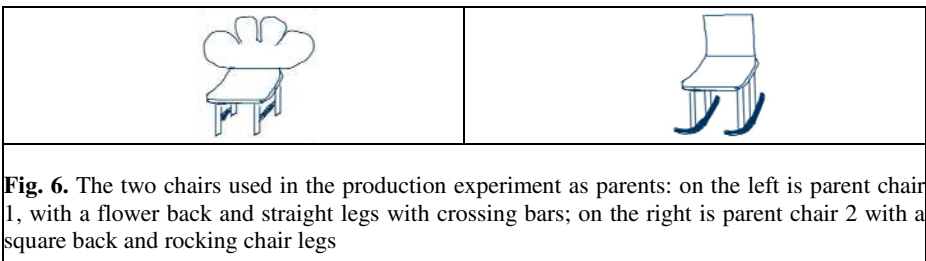 Fig. 6. The two chairs used in the production experiment as parents: on the left is parent chair
1, with a flower back and straight legs with crossing bars; on the right is parent chair 2 with a
square back and rocking chair legs